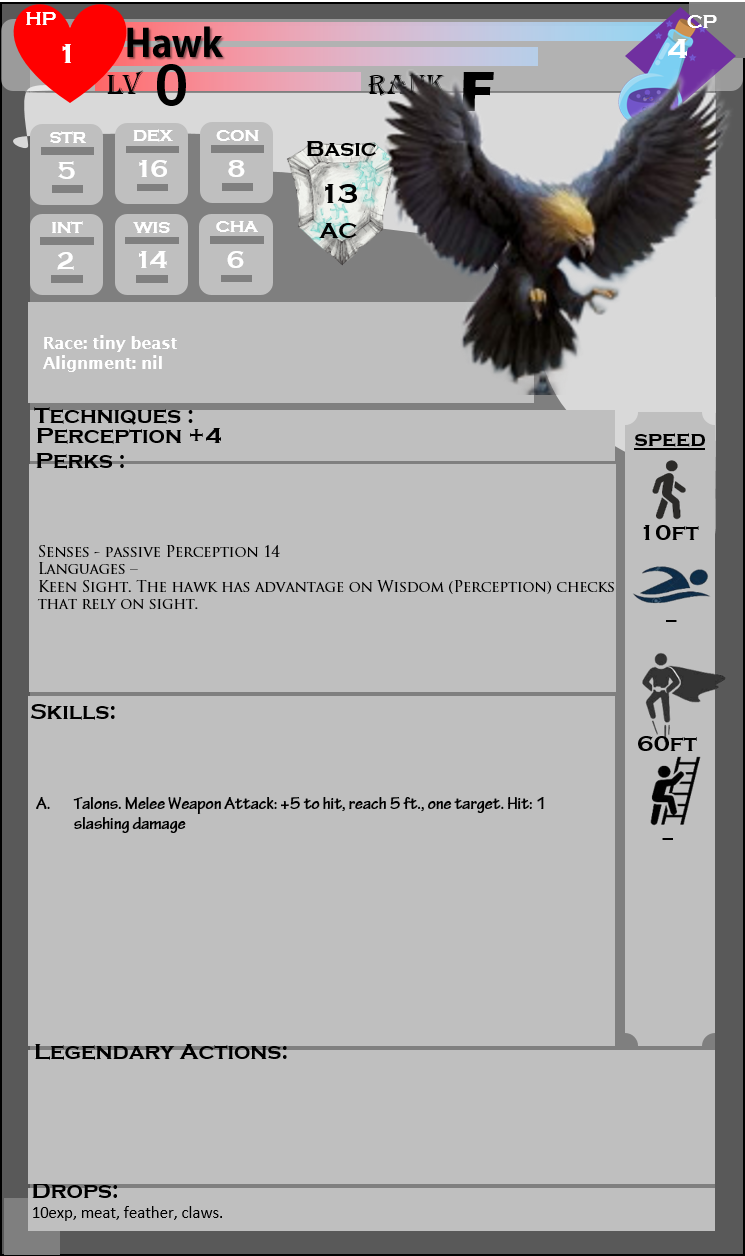 HP
1
Hawk
CP
4
LV 0
RANK F
STR
5
DEX
16
CON
8
INT
2
WIS
14
CHA
6
Basic
13
AC
Race: tiny beast
Alignment: nil
Techniques :
Perception +4
Perks :
Senses - passive Perception 14
Languages –
Keen Sight. The hawk has advantage on Wisdom (Perception) checks
that rely on sight.
SPEED
10FT
–
60FT
–
Skills:
A. Talons. Melee Weapon Attack: +5 to hit, reach 5 ft., one target. Hit: 1
slashing damage
Legendary Actions:
Drops:
10exp, meat, feather, claws.